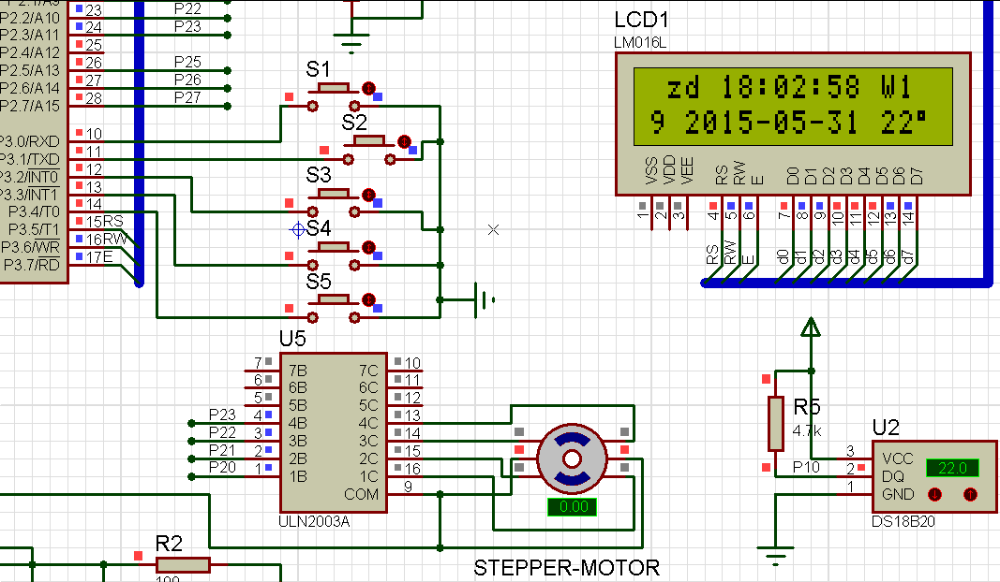 P2.1/A9
P2.2/A10
P2.3/A11
P2.4/A12
P2.5/A13
P2.6/A14
P2.7/A15
P3.0/RXD
P3.1/TXD
P3.2/INT0
P3.3/INT1
P3.4/T0
P3.5/T1
P3.6/WR
P3.7/RD
23
24
25
26
27
28
10
11
12
13
14
15
16
17
P22
P23
P25
P26
P27
RS
RW
E
S1
S2
S3
S4
S5
LCD1
LM016L
zd 18:02:58 W1
9 2015-05-31 22°
VSS
VDD
VEE
RS
RW
E
D0
D1
D2
D3
D4
D5
D6
D7
1
2
3
4
5
6
7
8
9
10
11
12
13
14
RS
RW
E
d0
d1
d2
d3
d4
d5
d6
d7
U5
7
6
5
4
3
2
1
P23
P22
P21
P20
7B
6B
5B
4B
3B
2B
1B
7C
6C
5C
4C
3C
2C
1C
COM
10
11
12
13
14
15
16
9
ULN2003A
0.00
STEPPER-MOTOR
R5
4.7k
P10
U2
3
2
1
VCC
DQ
GND
22.0
DS18B20
R2